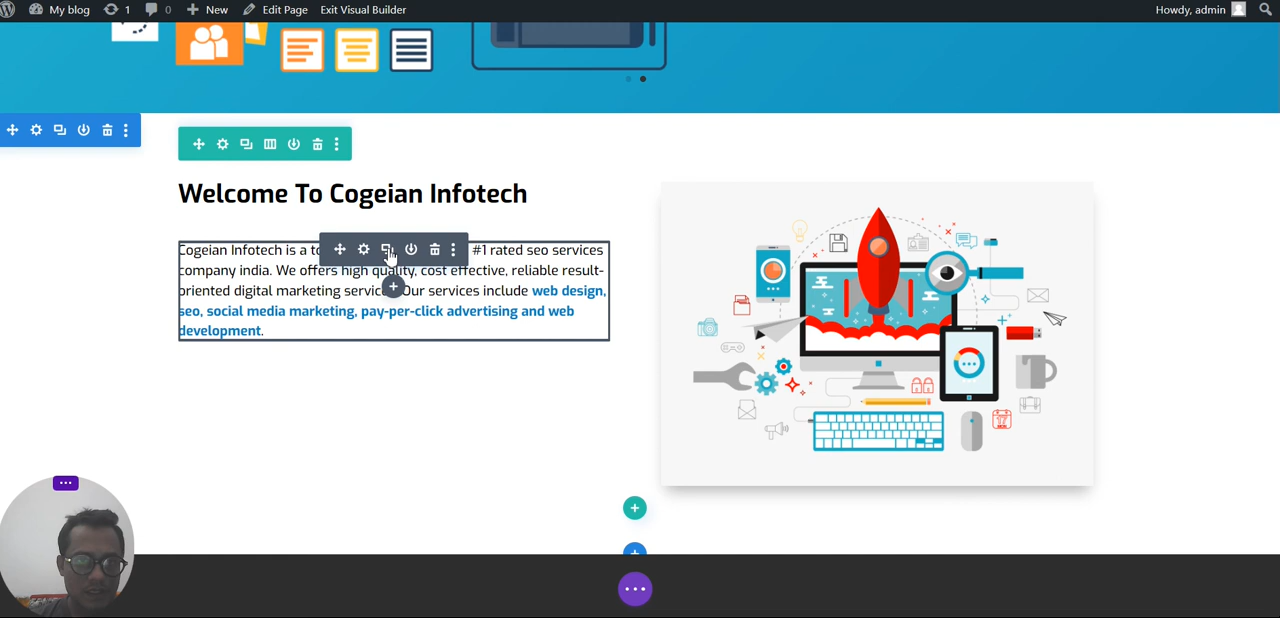 My blog
1
0
New
Edit Page
Exit Visual Builder
Howdy, admin
Welcome To Cogeian Infotech
Cogeian Infotech is a #1 rated seo services
company india. We offers high quality, cost effective, reliable result-
oriented digital marketing Our services include web design,
seo, social media marketing, pay-per-click advertising and web
development.
17